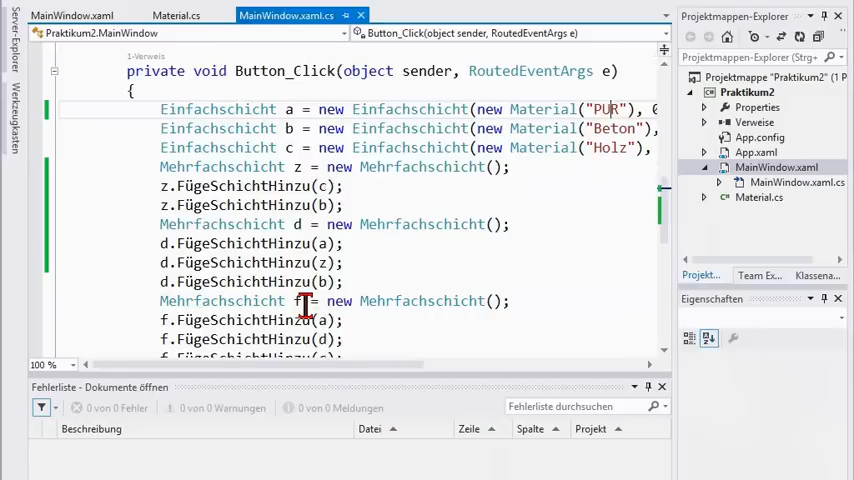 MainWindow.xaml
Material.cs
MainWindow.xaml.cs
Projektmappen-Explorer
Praktikum2.MainWindow
Button_Click(object sender, RoutedEventArgs e)
Projektmappen-Explorer (Strg+
1-Verweis
private void Button_Click(object sender, RoutedEventArgs e)
{
Einfachschicht a = new Einfachschicht(new Material("PUR"), 0
Einfachschicht b = new Einfachschicht(new Material("Beton"),
Einfachschicht c = new Einfachschicht(new Material("Holz"),
Mehrfachschicht z = new Mehrfachschicht();
z.FügeSchichtHinzu(c);
z.FügeSchichtHinzu(b);
Mehrfachschicht d = new Mehrfachschicht();
d.FügeSchichtHinzu(a);
d.FügeSchichtHinzu(z);
d.FügeSchichtHinzu(b);
Mehrfachschicht f = new Mehrfachschicht();
f.FügeSchichtHinzu(a);
f.FügeSchichtHinzu(d);
100 %
Projektmappe "Praktikum2" (
Praktikum2
Properties
Verweise
App.config
App.xaml
MainWindow.xaml
MainWindow.xaml.cs
Material.cs
Projekt...
Team Ex...
Klassena...
Eigenschaften
Server-Explorer
Werkzeugkasten
Fehlerliste - Dokumente öffnen
0 von 0 Fehler
0 von 0 Warnungen
0 von 0 Meldungen
Fehlerliste durchsuchen
Beschreibung
Datei
Zeile
Spalte
Projekt